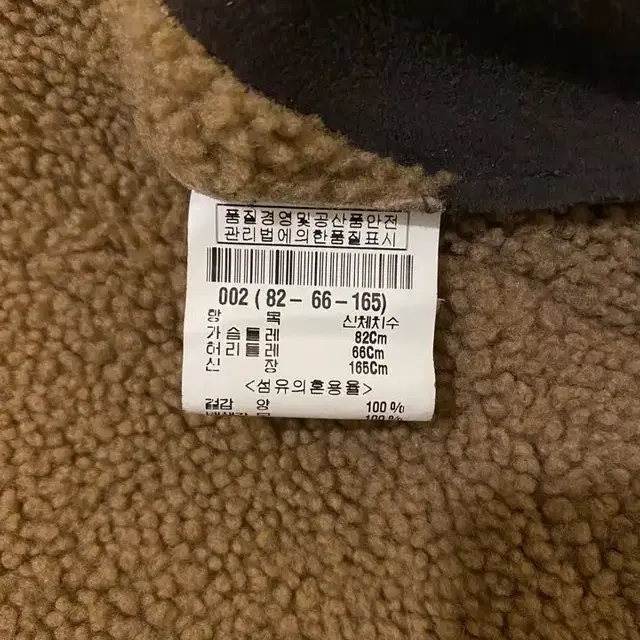 품질경영및공산품안전
관리법에의한품질표시
002 ( 82 - 66 - 165)
항 목 신체치수
가슴둘레 82Cm
허리둘레 66Cm
신 장 165Cm
<섬유의혼용율>
겉감 양 100 %
100 %